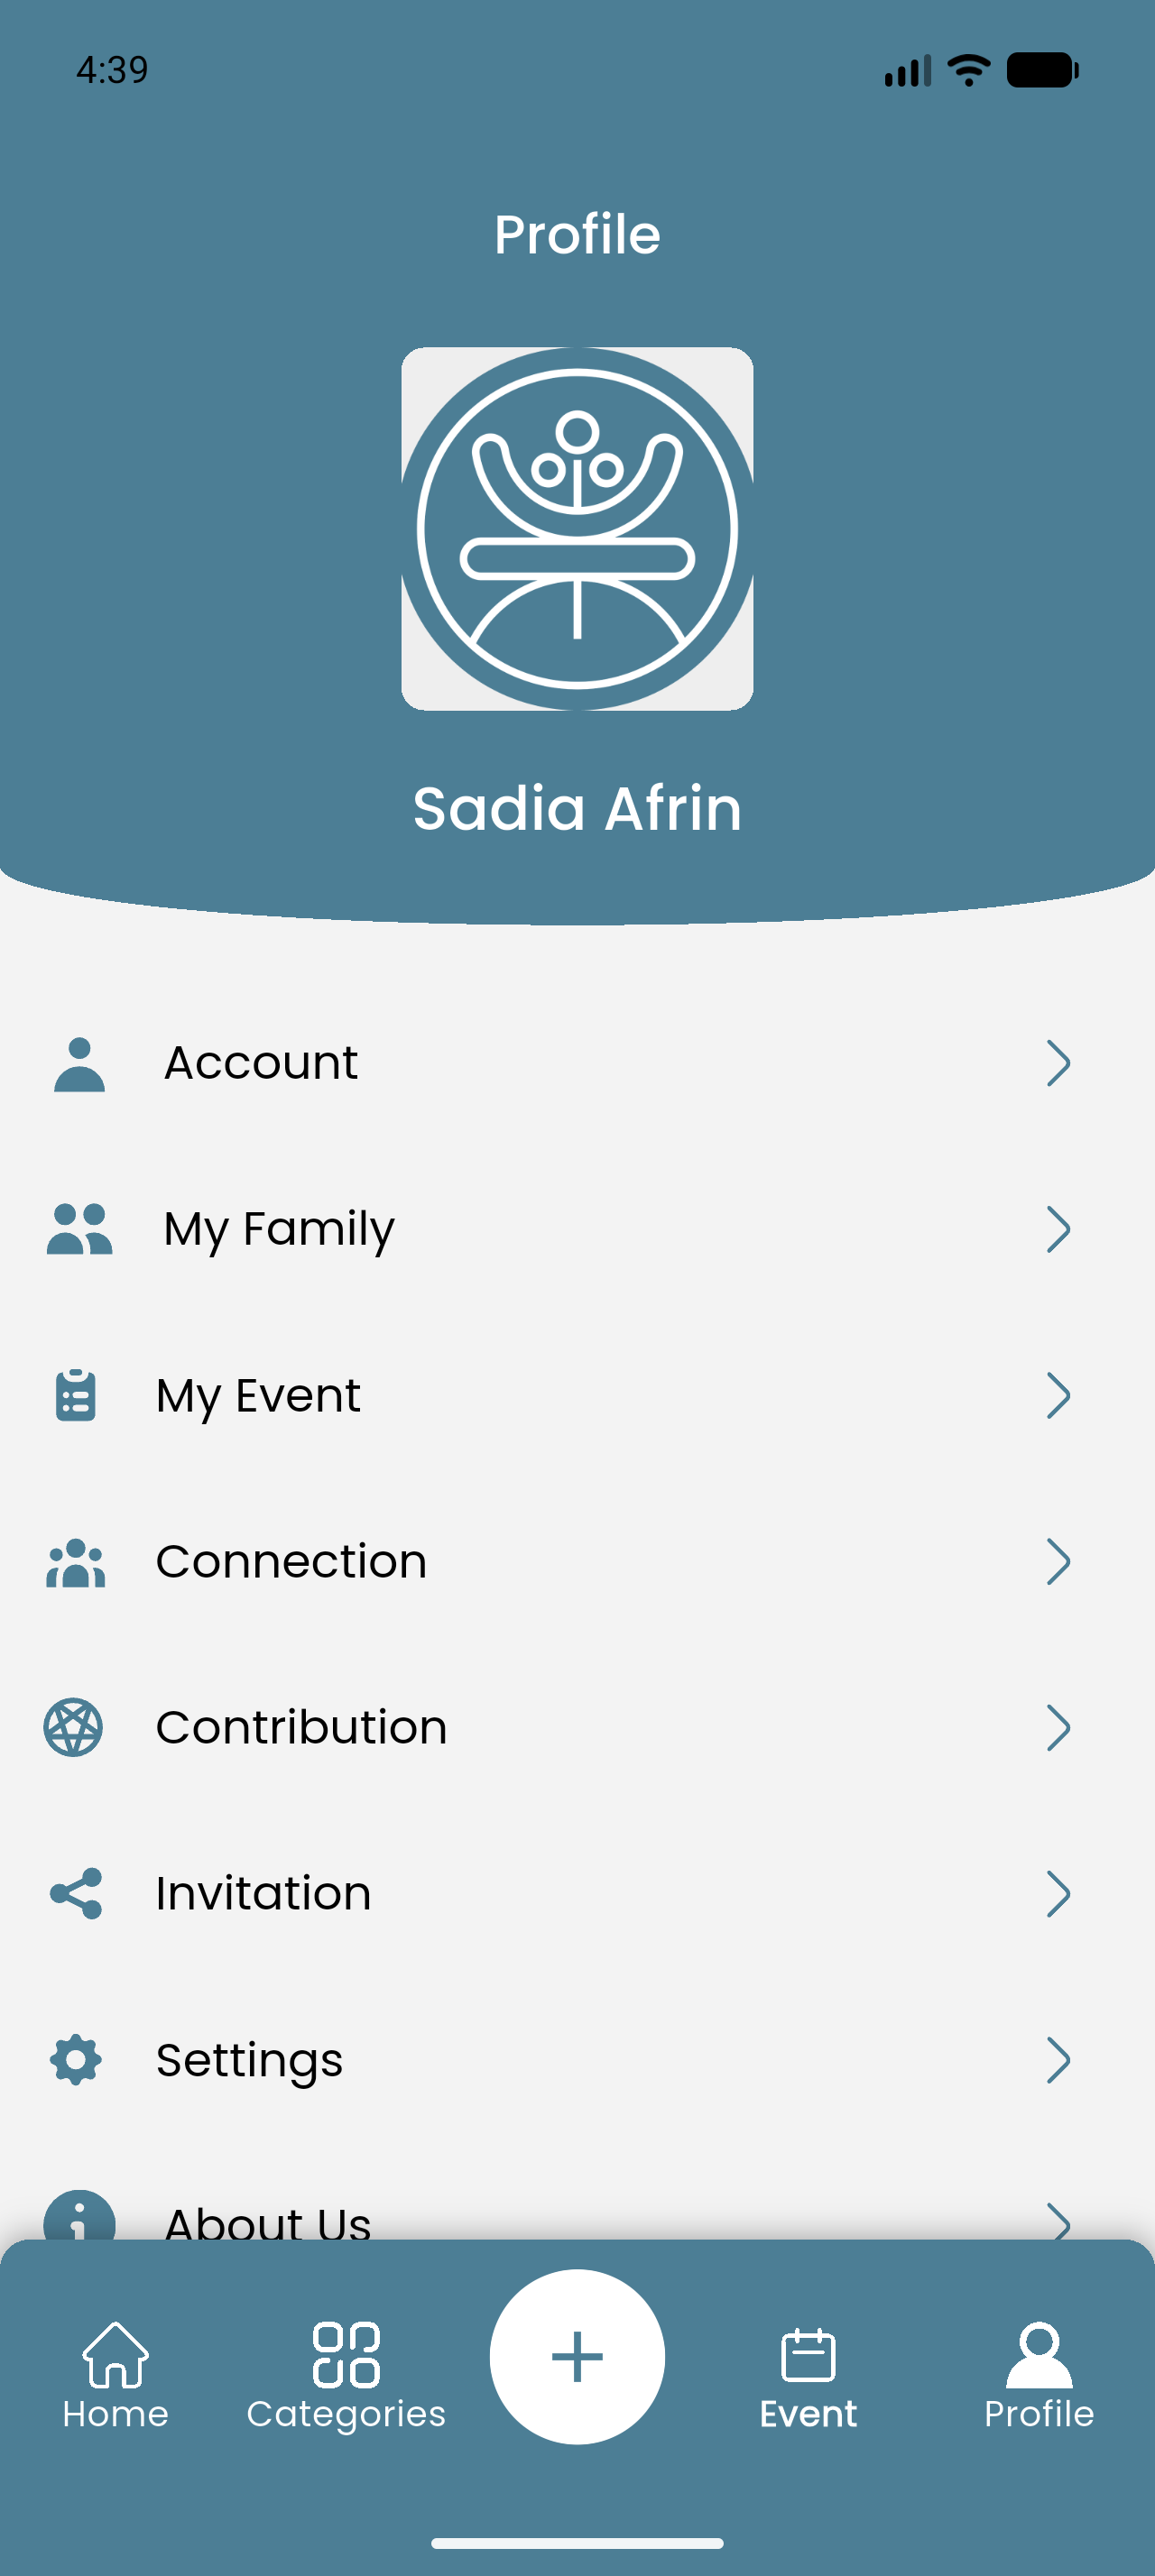 4:39
Profile
Sadia Afrin
Account
My Family
My Event
Connection
Contribution
Invitation
Settings
About Us
Home
Categories
Event
Profile